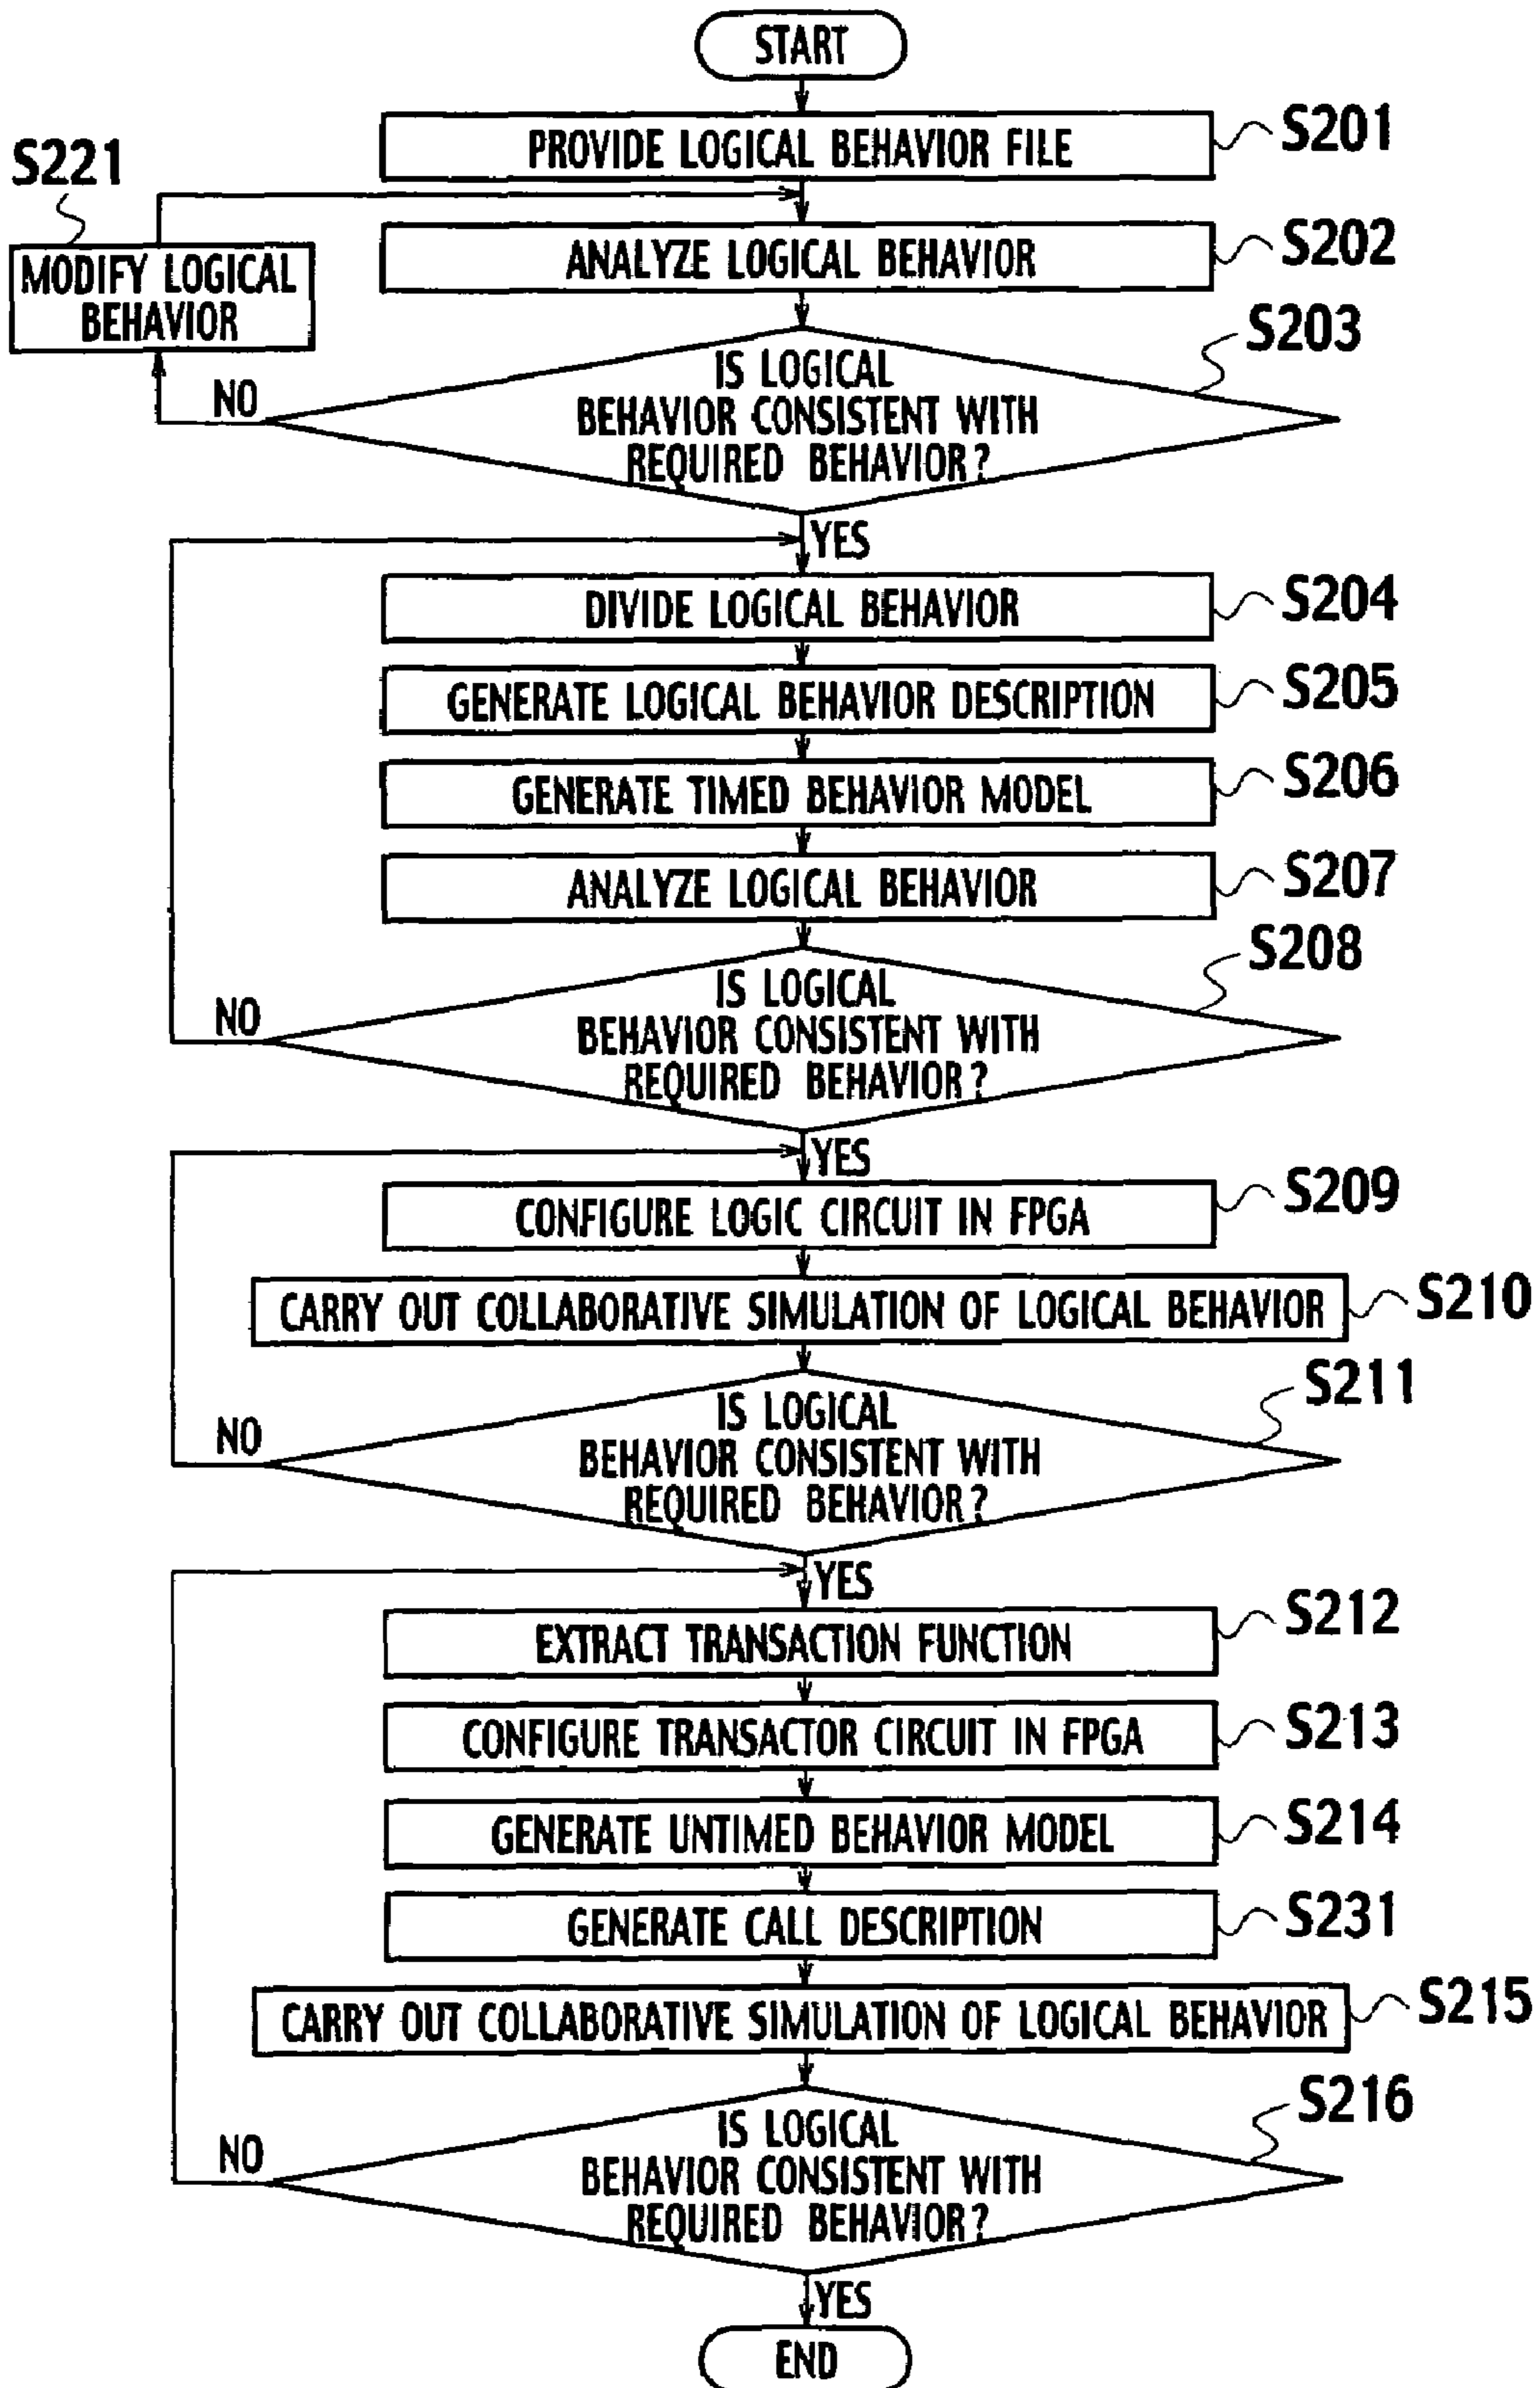 START
PROVIDE LOGICAL BEHAVIOR FILE
S201
S221
MODIFY LOGICAL
BEHAVIOR
ANALYZE LOGICAL BEHAVIOR
S202
S203
IS LOGICAL
BEHAVIOR CONSISTENT WITH
REQUIRED BEHAVIOR?
NO
YES
DIVIDE LOGICAL BEHAVIOR
S204
GENERATE LOGICAL BEHAVIOR DESCRIPTION
S205
GENERATE TIMED BEHAVIOR MODEL
S206
ANALYZE LOGICAL BEHAVIOR
S207
S208
IS LOGICAL
BEHAVIOR CONSISTENT WITH
REQUIRED BEHAVIOR?
NO
YES
CONFIGURE LOGIC CIRCUIT IN FPGA
S209
CARRY OUT COLLABORATIVE SIMULATION OF LOGICAL BEHAVIOR
S210
S211
IS LOGICAL
BEHAVIOR CONSISTENT WITH
REQUIRED BEHAVIOR?
NO
YES
EXTRACT TRANSACTION FUNCTION
S212
CONFIGURE TRANSACTOR CIRCUIT IN FPGA
S213
GENERATE UNTIMED BEHAVIOR MODEL
S214
GENERATE CALL DESCRIPTION
S231
CARRY OUT COLLABORATIVE SIMULATION OF LOGICAL BEHAVIOR
S215
S216
IS LOGICAL
BEHAVIOR CONSISTENT WITH
REQUIRED BEHAVIOR?
NO
YES
END